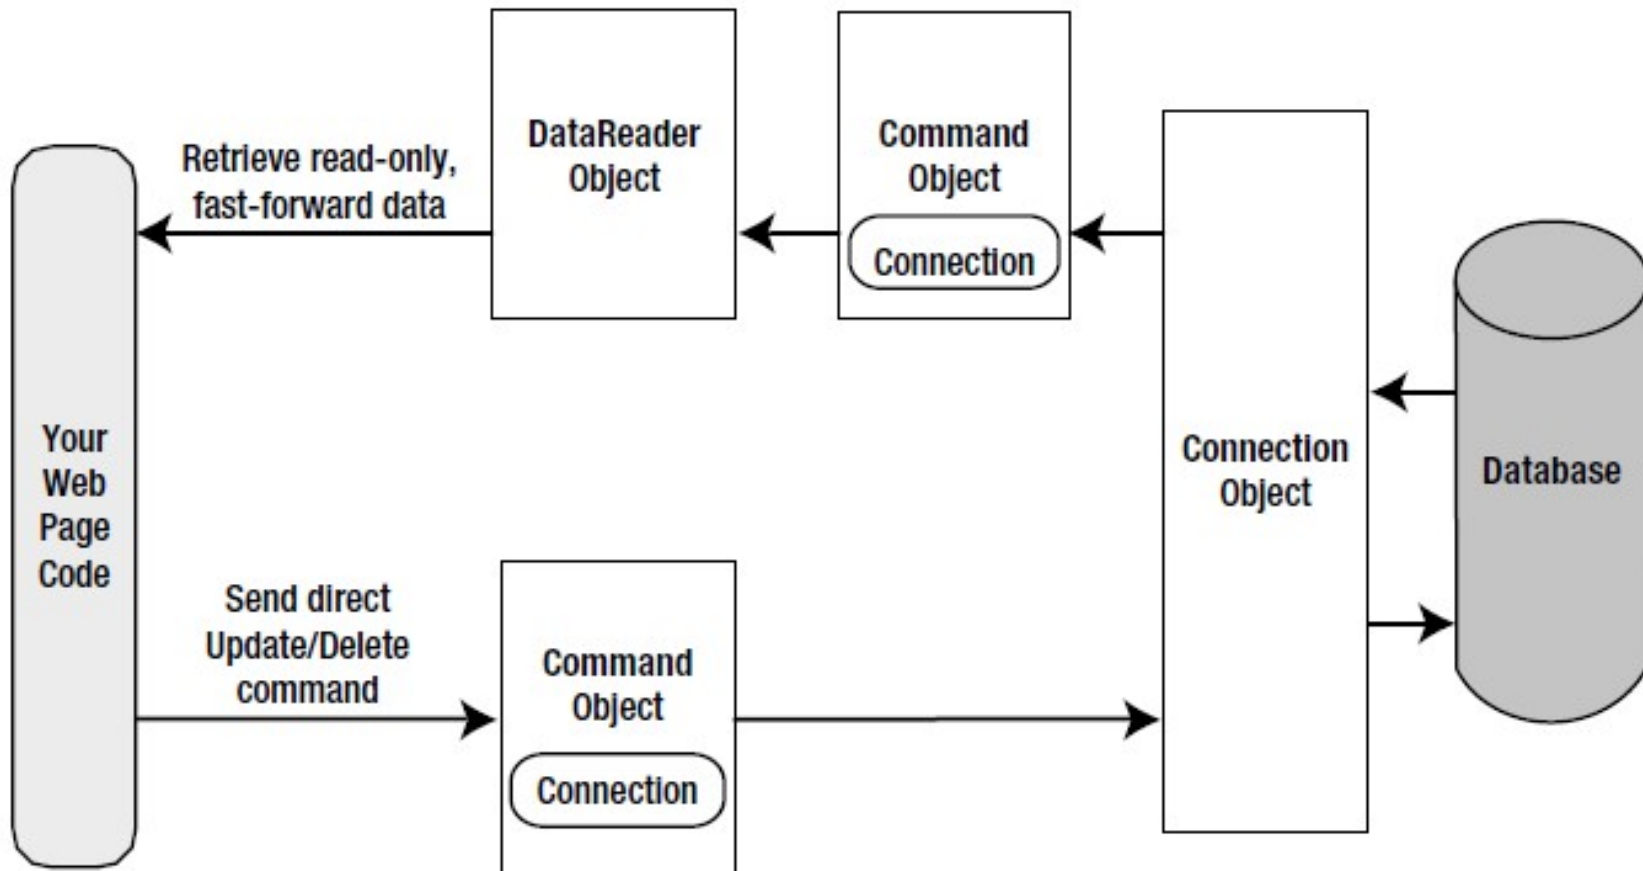 DataReader
Object
Command
Object
Connection
Retrieve read-only,
fast-forward data
Your
Web
Page
Code
Connection
Object
Database
Send direct
Update/Delete
command
Command
Object
Connection